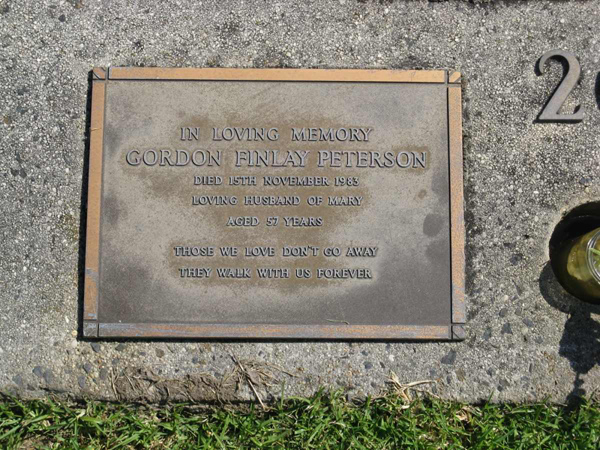 IN LOVING MEMORY
GORDON FINLAY PETERSON
DIED 15TH NOVEMBER 1983
LOVING HUSBAND OF MARY
AGED 57 YEARS
THOSE WE LOVE DON'T GO AWAY
THEY WALK WITH US FOREVER
2